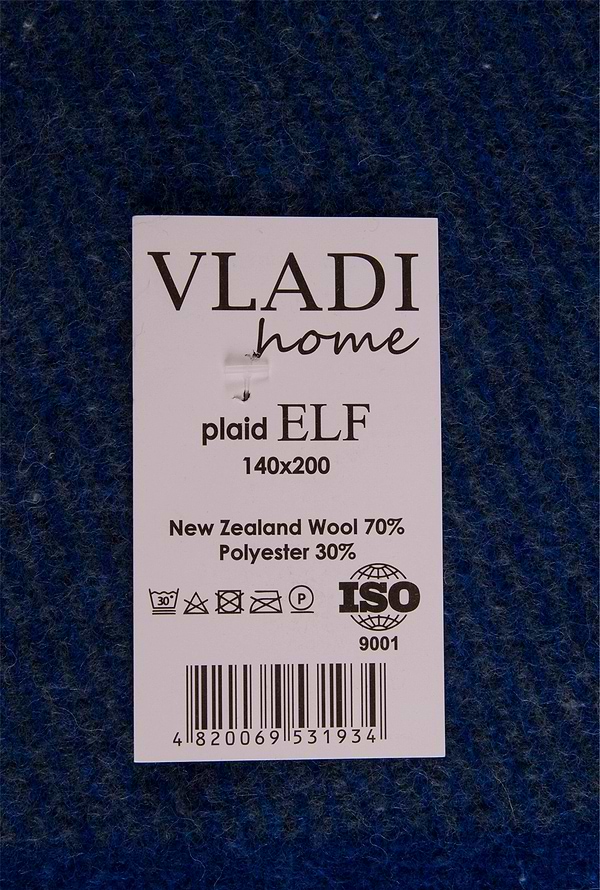 VLADI
home
plaid ELF
140x200
New Zealand Wool 70%
Polyester 30%
30° P
ISO
9001
4 820069 531934